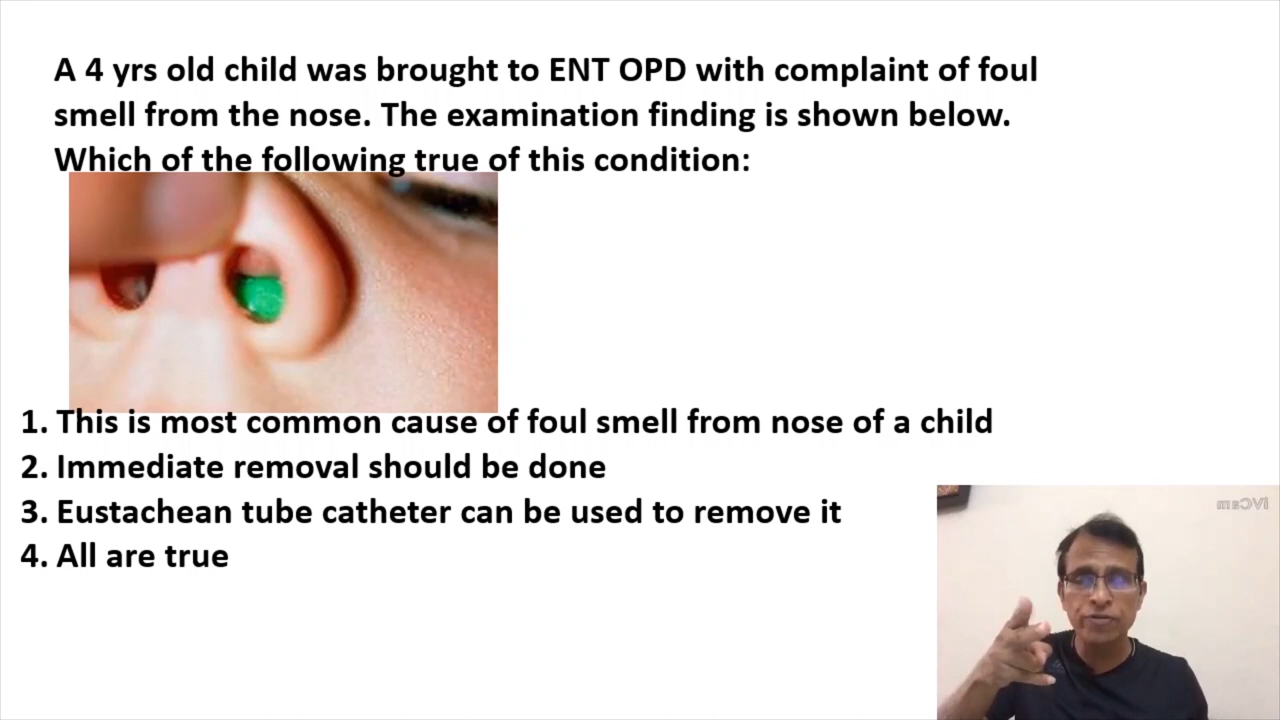 A 4 yrs old child was brought to ENT OPD with complaint of foul
smell from the nose. The examination finding is shown below.
Which of the following true of this condition:
1. This is most common cause of foul smell from nose of a child
2. Immediate removal should be done
3. Eustachean tube catheter can be used to remove it
iVCam
4. All are true